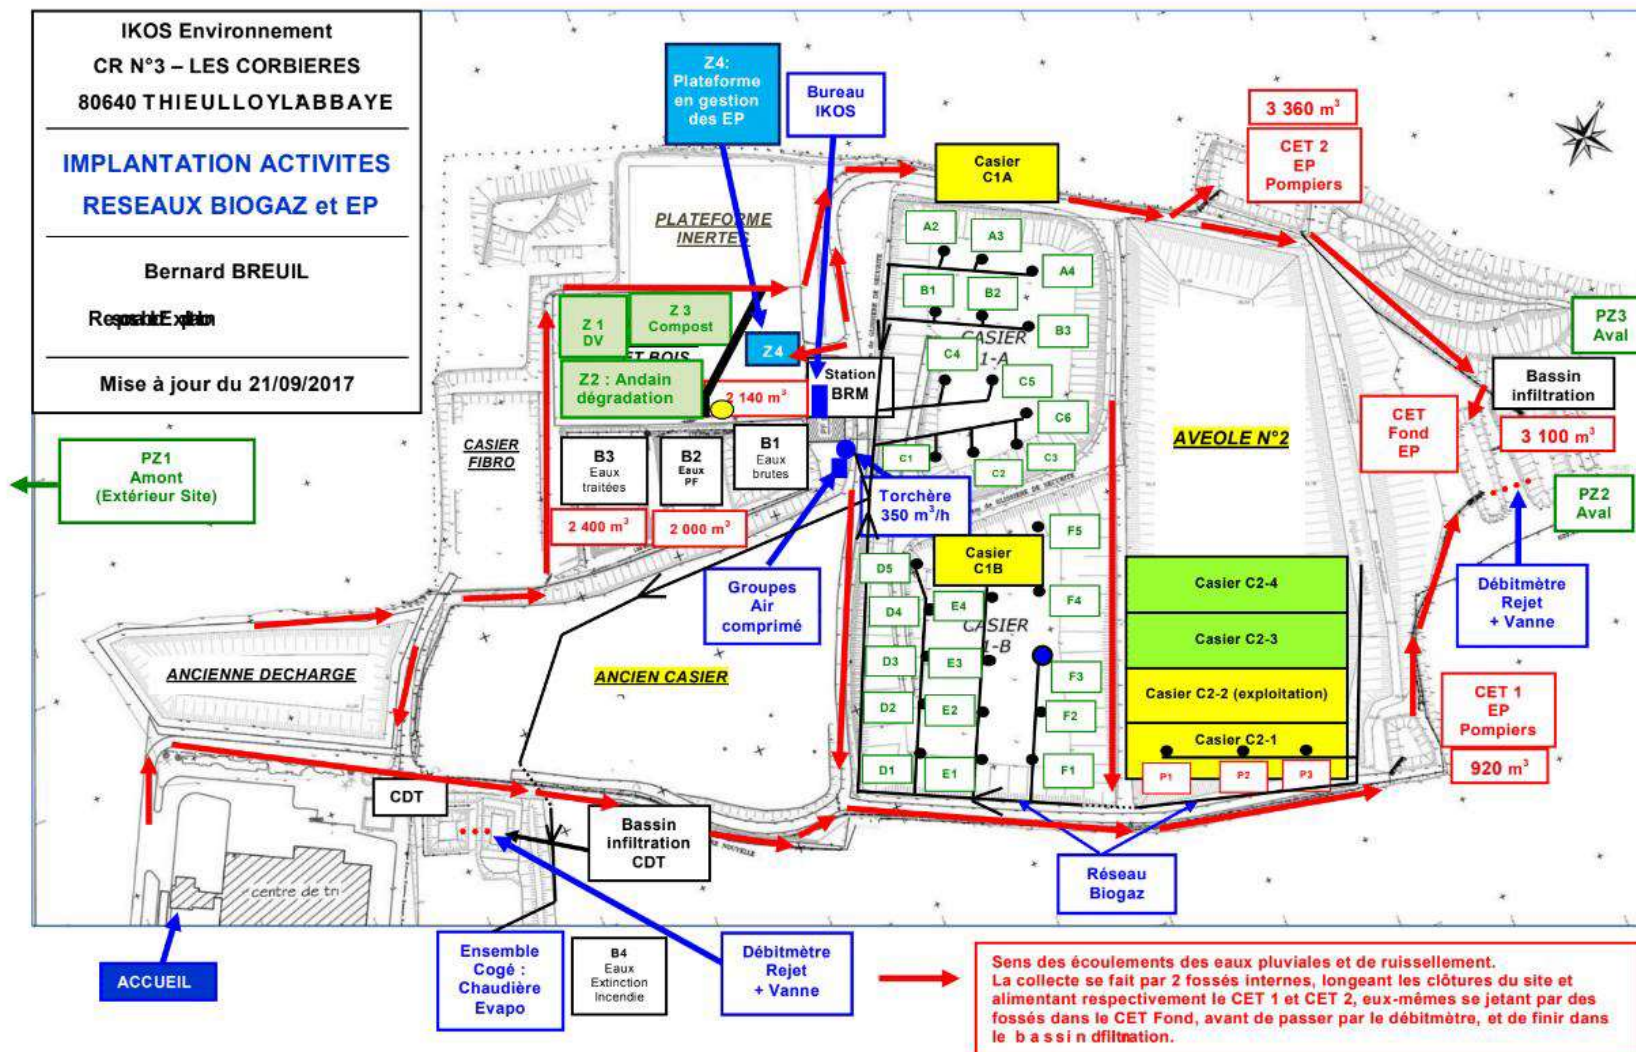 IKOS Environnement
CR N°3 – LES CORBIERES
80640 THIEULLOYLABBAYE
IMPLANTATION ACTIVITES
RESEAUX BIOGAZ et EP
Bernard BREUIL
Mise à jour du 21/09/2017
Z4:
Plateforme
en gestion
des EP
Bureau
IKOS
Casier
C1A
3 360 m³
CET 2
EP
Pompiers
N
PLATEFORME
INERTES
A2
A3
A4
B1
B2
B3
CASIER
1-A
C4
C5
C6
C1
C2
C3
Z 1
DV
Z 3
Compost
ET BOIS
Z4
Z2 : Andain
dégradation
2 140 m³
Station
BRM
PZ3
Aval
Bassin
infiltration
3 100 m³
CET
Fond
EP
AVEOLE N°2
PZ1
Amont
(Extérieur Site)
CASIER
FIBRO
B3
Eaux
traitées
B2
Eaux
PF
B1
Eaux
brutes
2 400 m³
2 000 m³
Torchère
350 m³/h
PZ2
Aval
Groupes
Air
comprimé
Casier
C1B
F5
D5
D4
E4
F4
CASIER
1-B
D3
E3
F3
D2
E2
F2
D1
E1
F1
Casier C2-4
Casier C2-3
Casier C2-2 (exploitation)
Casier C2-1
P1
P2
P3
Débitmètre
Rejet
+ Vanne
ANCIENNE DECHARGE
ANCIEN CASIER
CET 1
EP
Pompiers
920 m³
CDT
Bassin
infiltration
CDT
Réseau
Biogaz
centre de tri
ACCUEIL
Ensemble
Cogé :
Chaudière
Evapo
B4
Eaux
Extinction
Incendie
Débitmètre
Rejet
+ Vanne
Sens des écoulements des eaux pluviales et de ruissellement.
La collecte se fait par 2 fossés internes, longeant les clôtures du site et
alimentant respectivement le CET 1 et CET 2, eux-mêmes se jetant par des
fossés dans le CET Fond, avant de passer par le débitmètre, et de finir dans
le bassin